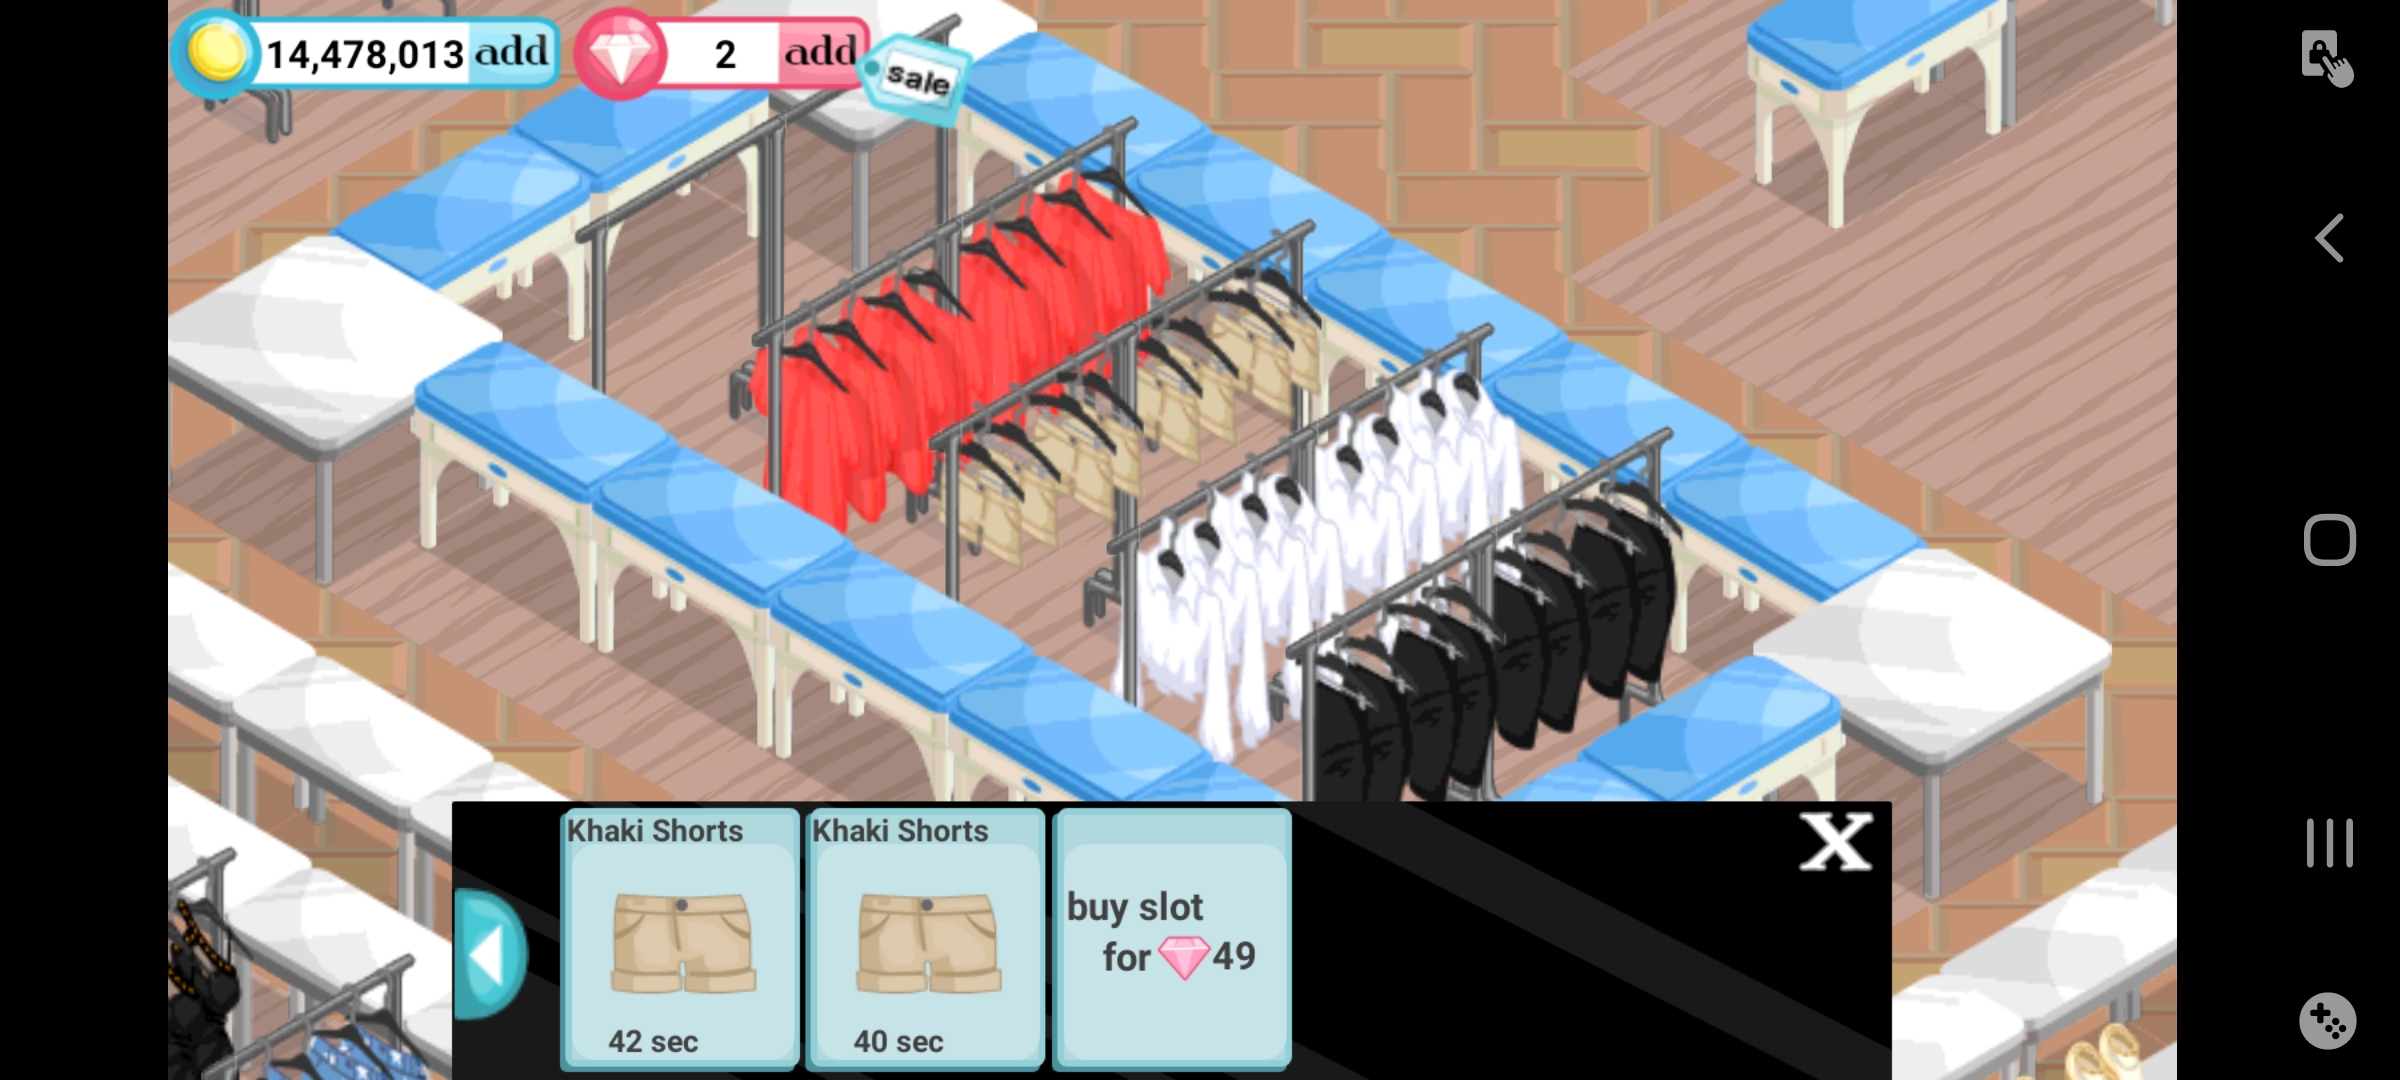 14,478,013 add
2 add
sale
Khaki Shorts
42 sec
Khaki Shorts
40 sec
buy slot
for 49
X